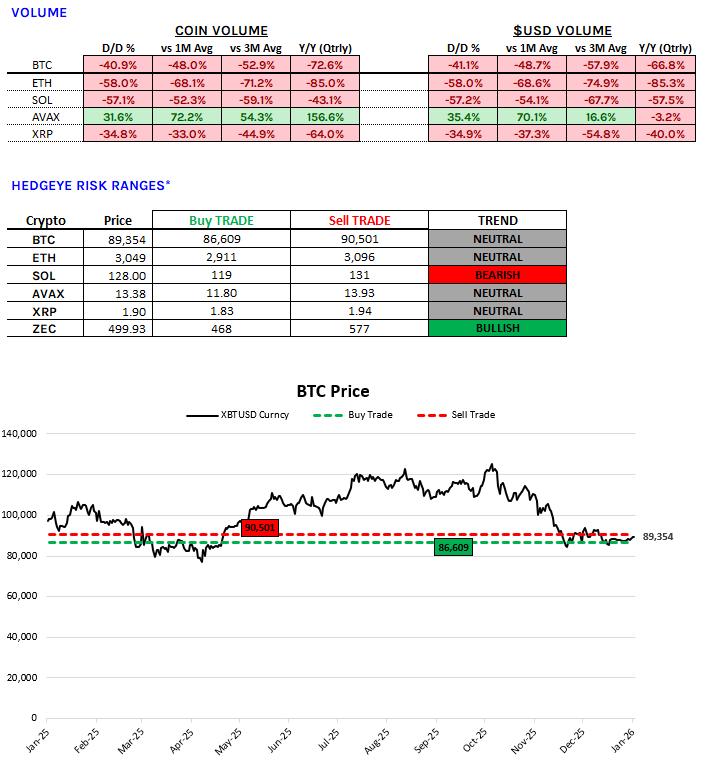 VOLUME
COIN VOLUME $USD VOLUME
D/D % vs 1M Avg vs 3M Avg Y/Y (Qtrly) D/D % vs 1M Avg vs 3M Avg Y/Y (Qtrly)
BTC -40.9% -48.0% -52.9% -72.6% -41.1% -48.7% -57.9% -66.8%
ETH -58.0% -68.1% -71.2% -85.0% -58.0% -68.6% -74.9% -85.3%
SOL -57.1% -52.3% -59.1% -43.1% -57.2% -54.1% -67.7% -57.5%
AVAX 31.6% 72.2% 54.3% 156.6% 35.4% 70.1% 16.6% -3.2%
XRP -34.8% -33.0% -44.9% -64.0% -34.9% -37.3% -54.8% -40.0%
HEDGEYE RISK RANGES*
Crypto Price Buy TRADE Sell TRADE TREND
BTC 89,354 86,609 90,501 NEUTRAL
ETH 3,049 2,911 3,096 NEUTRAL
SOL 128.00 119 131 BEARISH
AVAX 13.38 11.80 13.93 NEUTRAL
XRP 1.90 1.83 1.94 NEUTRAL
ZEC 499.93 468 577 BULLISH
BTC Price
XBTUSD Curncy Buy Trade Sell Trade
140,000
120,000
100,000
90,501
89,354
86,609
80,000
60,000
40,000
20,000
0
Jan-25 Feb-25 Mar-25 Apr-25 May-25 Jun-25 Jul-25 Aug-25 Sep-25 Oct-25 Nov-25 Dec-25 Jan-26